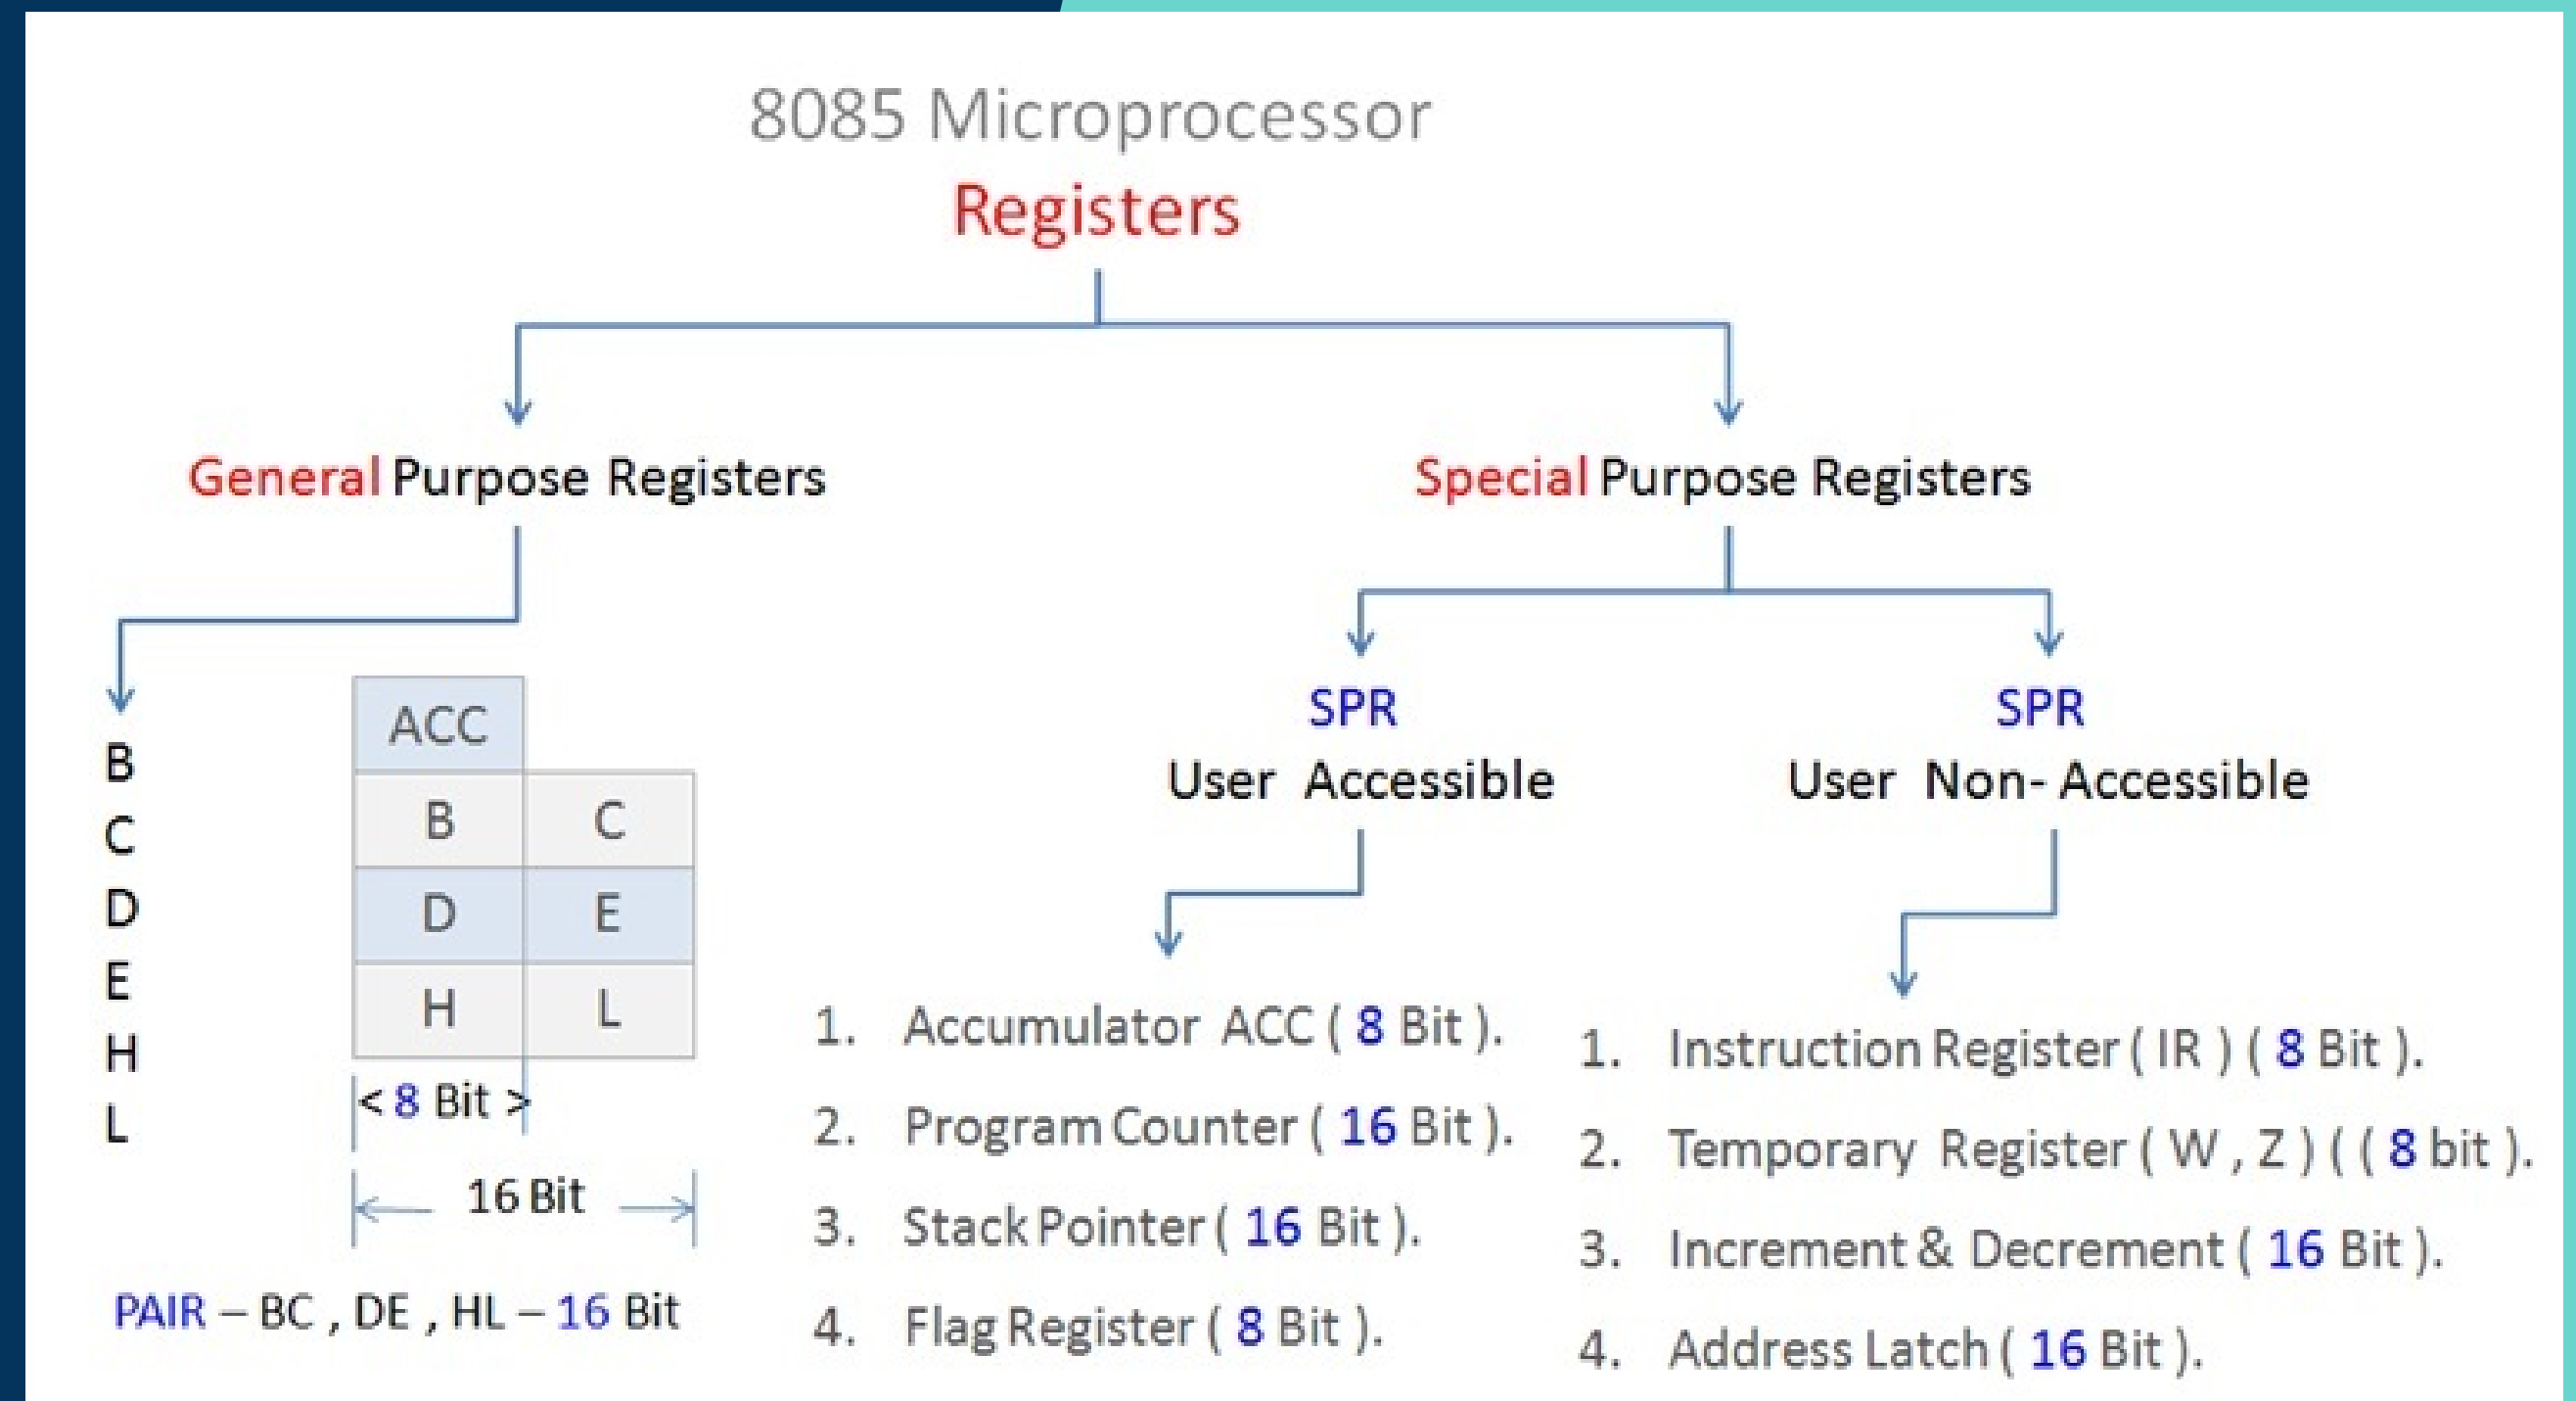 8085 Microprocessor
Registers
General Purpose Registers
Special Purpose Registers
B
C
D
E
H
L
ACC
B C
D E
H L
< 8 Bit >
16 Bit
PAIR – BC , DE , HL – 16 Bit
SPR
User Accessible
1. Accumulator ACC ( 8 Bit ).
2. Program Counter ( 16 Bit ).
3. Stack Pointer ( 16 Bit ).
4. Flag Register ( 8 Bit ).
SPR
User Non- Accessible
1. Instruction Register ( IR ) ( 8 Bit ).
2. Temporary Register ( W , Z ) ( ( 8 bit ).
3. Increment & Decrement ( 16 Bit ).
4. Address Latch ( 16 Bit ).